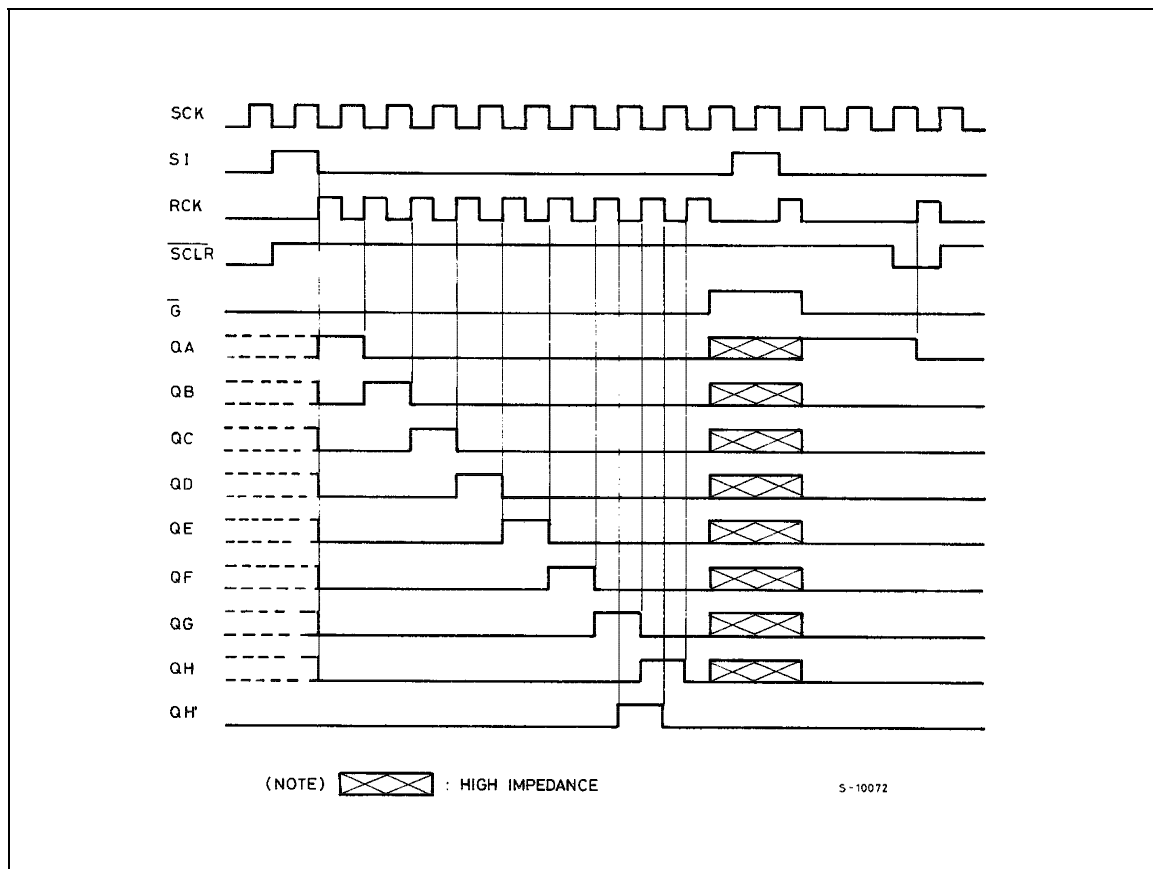 SCK
SI
RCK
SCLR
G
QA
QB
QC
QD
QE
QF
QG
QH
QH'
(NOTE) : HIGH IMPEDANCE
S-10072